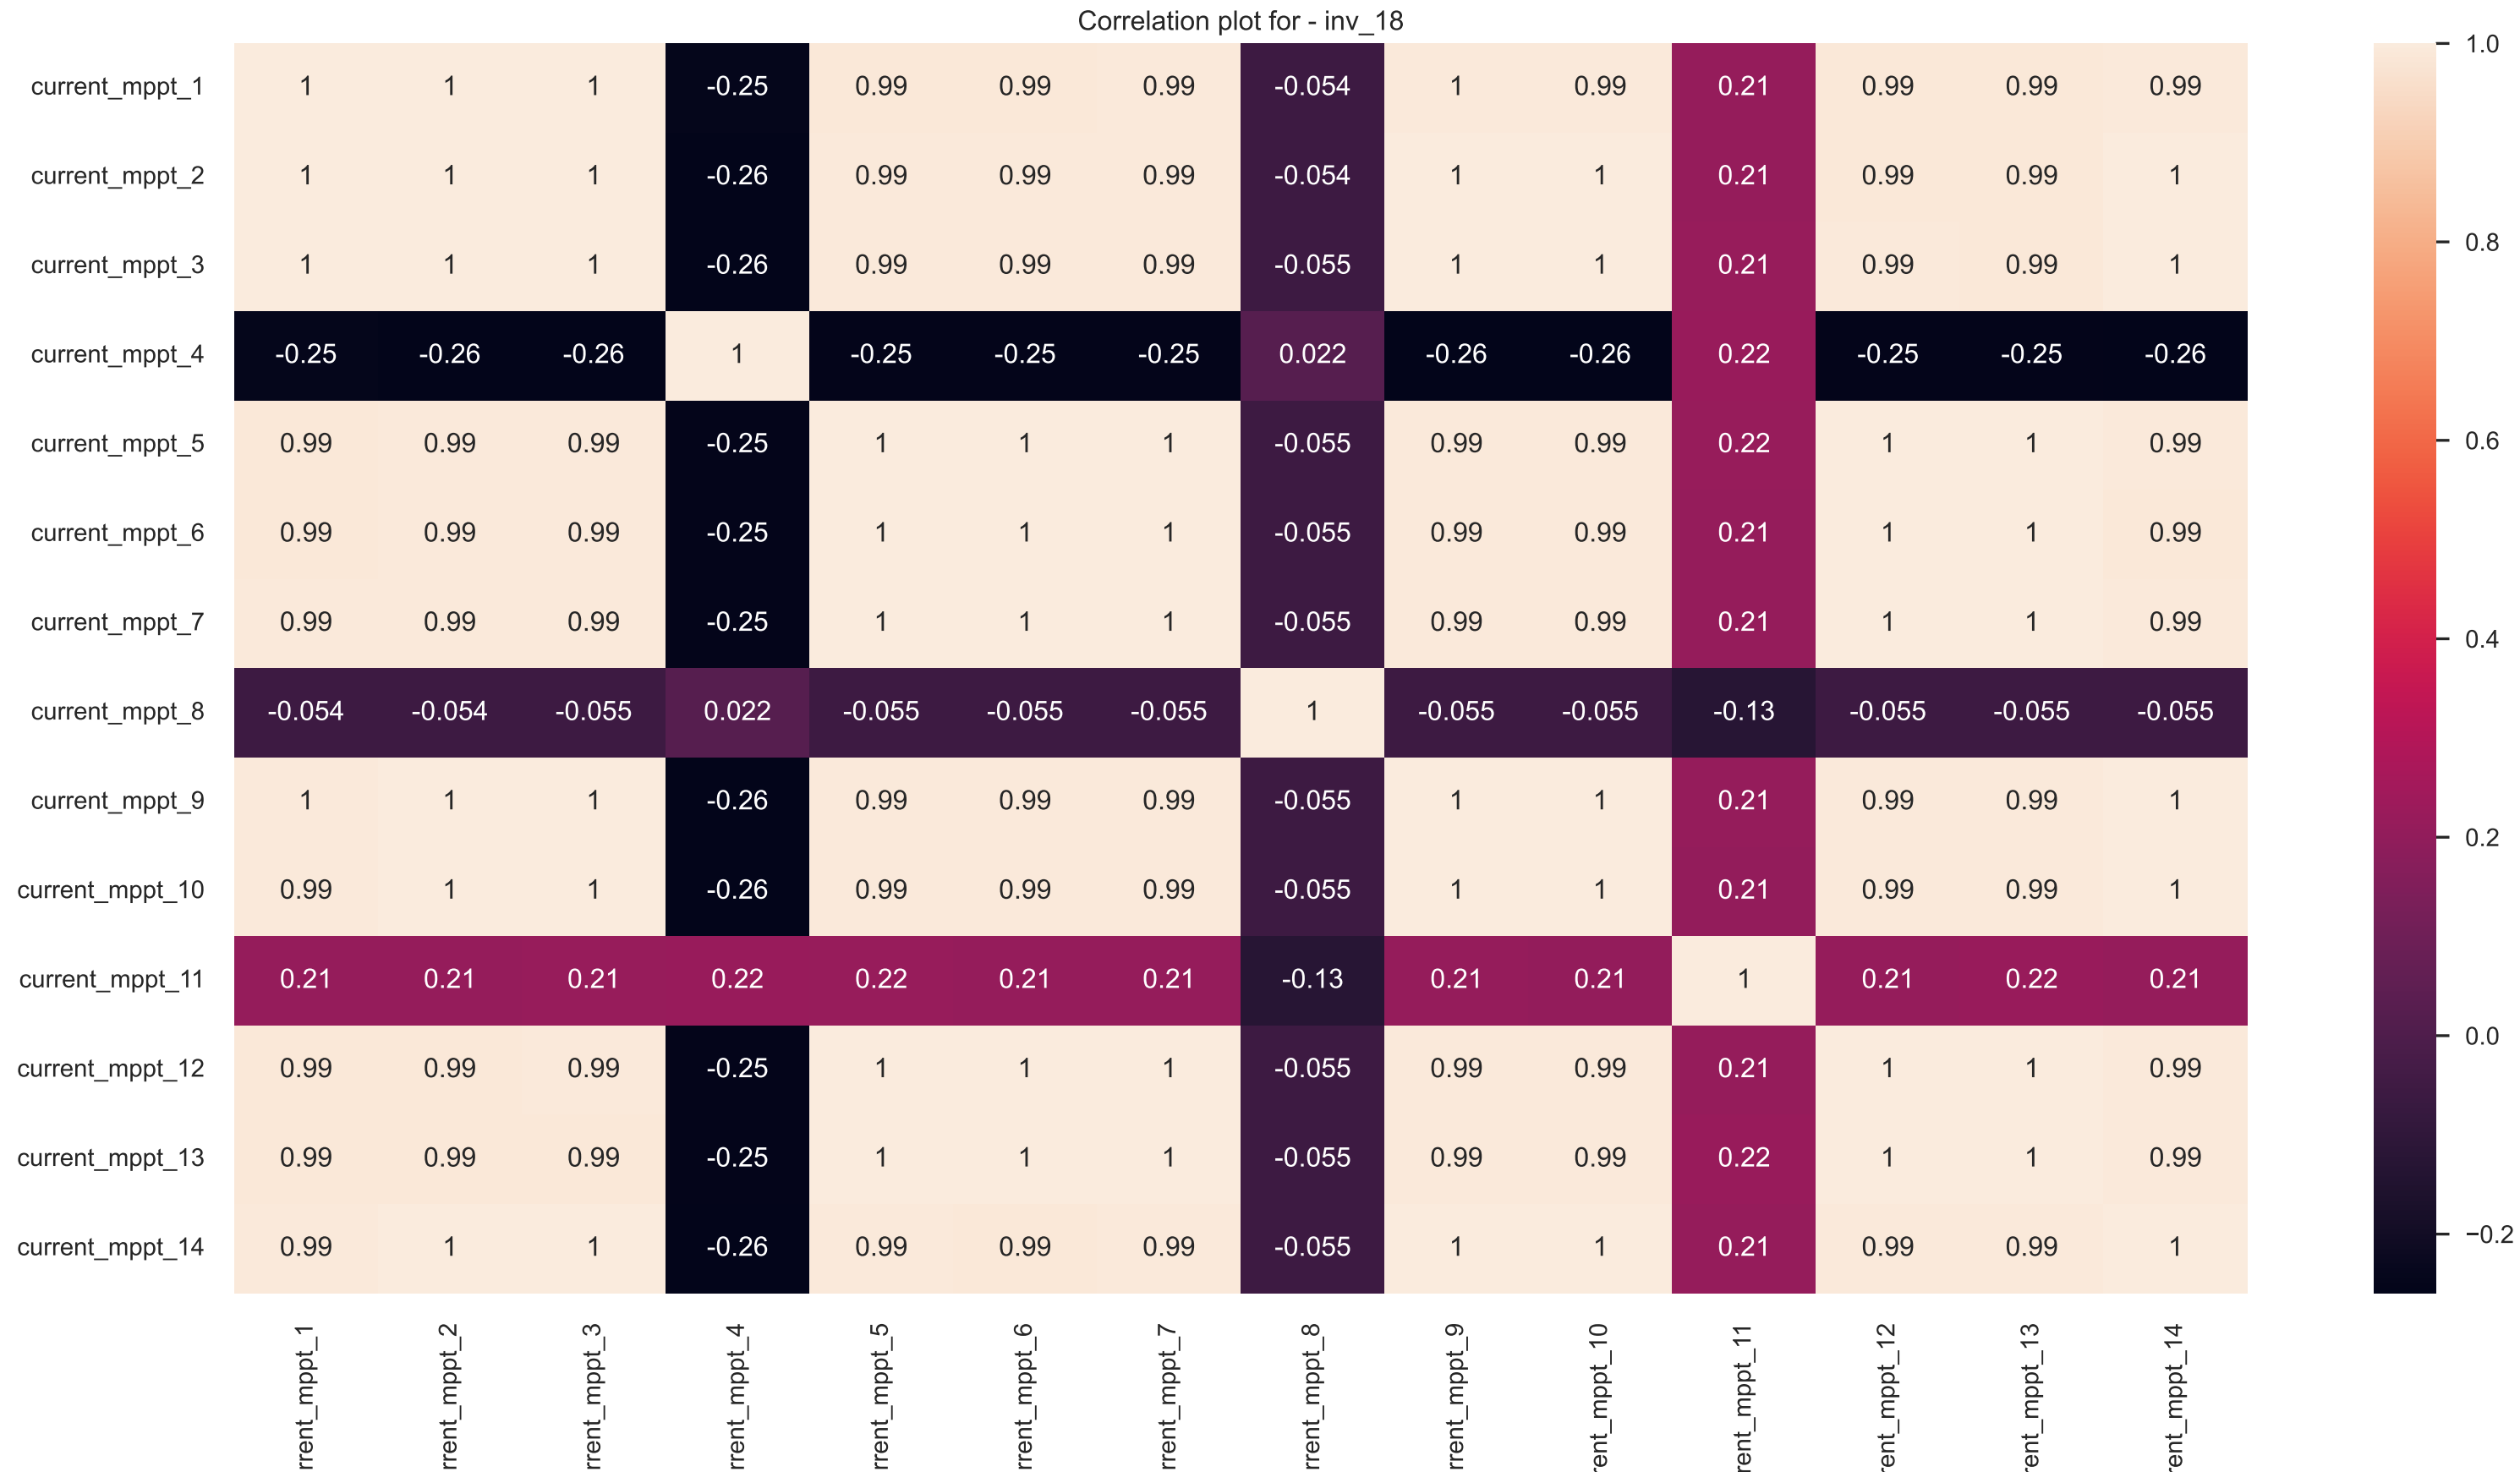 Correlation plot for - inv_18
current_mppt_1 1 1 1 -0.25 0.99 0.99 0.99 -0.054 1 0.99 0.21 0.99 0.99 0.99
current_mppt_2 1 1 1 -0.26 0.99 0.99 0.99 -0.054 1 1 0.21 0.99 0.99 1
current_mppt_3 1 1 1 -0.26 0.99 0.99 0.99 -0.055 1 1 0.21 0.99 0.99 1
current_mppt_4 -0.25 -0.26 -0.26 1 -0.25 -0.25 -0.25 0.022 -0.26 -0.26 0.22 -0.25 -0.25 -0.26
current_mppt_5 0.99 0.99 0.99 -0.25 1 1 1 -0.055 0.99 0.99 0.22 1 1 0.99
current_mppt_6 0.99 0.99 0.99 -0.25 1 1 1 -0.055 0.99 0.99 0.21 1 1 0.99
current_mppt_7 0.99 0.99 0.99 -0.25 1 1 1 -0.055 0.99 0.99 0.21 1 1 0.99
current_mppt_8 -0.054 -0.054 -0.055 0.022 -0.055 -0.055 -0.055 1 -0.055 -0.055 -0.13 -0.055 -0.055 -0.055
current_mppt_9 1 1 1 -0.26 0.99 0.99 0.99 -0.055 1 1 0.21 0.99 0.99 1
current_mppt_10 0.99 1 1 -0.26 0.99 0.99 0.99 -0.055 1 1 0.21 0.99 0.99 1
current_mppt_11 0.21 0.21 0.21 0.22 0.22 0.21 0.21 -0.13 0.21 0.21 1 0.21 0.22 0.21
current_mppt_12 0.99 0.99 0.99 -0.25 1 1 1 -0.055 0.99 0.99 0.21 1 1 0.99
current_mppt_13 0.99 0.99 0.99 -0.25 1 1 1 -0.055 0.99 0.99 0.22 1 1 0.99
current_mppt_14 0.99 1 1 -0.26 0.99 0.99 0.99 -0.055 1 1 0.21 0.99 0.99 1
rrent_mppt_1
rrent_mppt_2
rrent_mppt_3
rrent_mppt_4
rrent_mppt_5
rrent_mppt_6
rrent_mppt_7
rrent_mppt_8
rrent_mppt_9
rent_mppt_10
rent_mppt_11
rent_mppt_12
rent_mppt_13
rent_mppt_14
1.0
0.8
0.6
0.4
0.2
0.0
−0.2